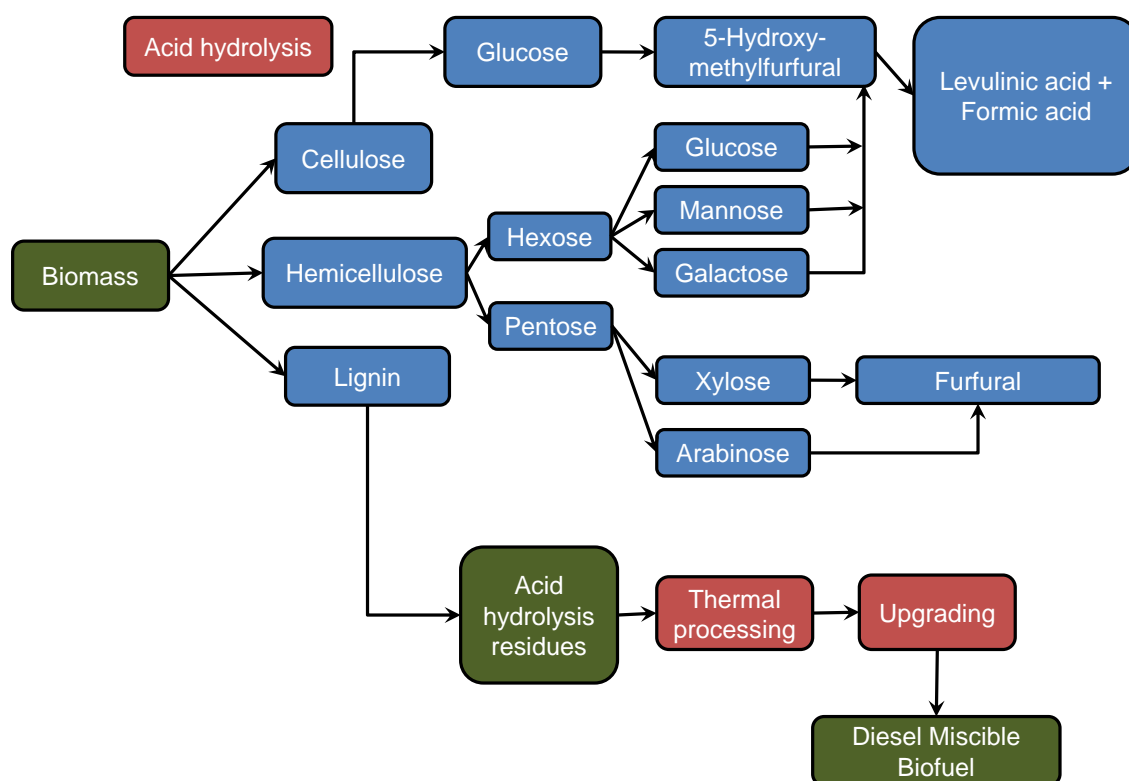 Acid hydrolysis
Glucose
5-Hydroxy-
methylfurfural
Levulinic acid +
Formic acid
Cellulose
Glucose
Mannose
Hexose
Galactose
Biomass
Hemicellulose
Pentose
Lignin
Xylose
Furfural
Arabinose
Acid
hydrolysis
residues
Thermal
processing
Upgrading
Diesel Miscible
Biofuel